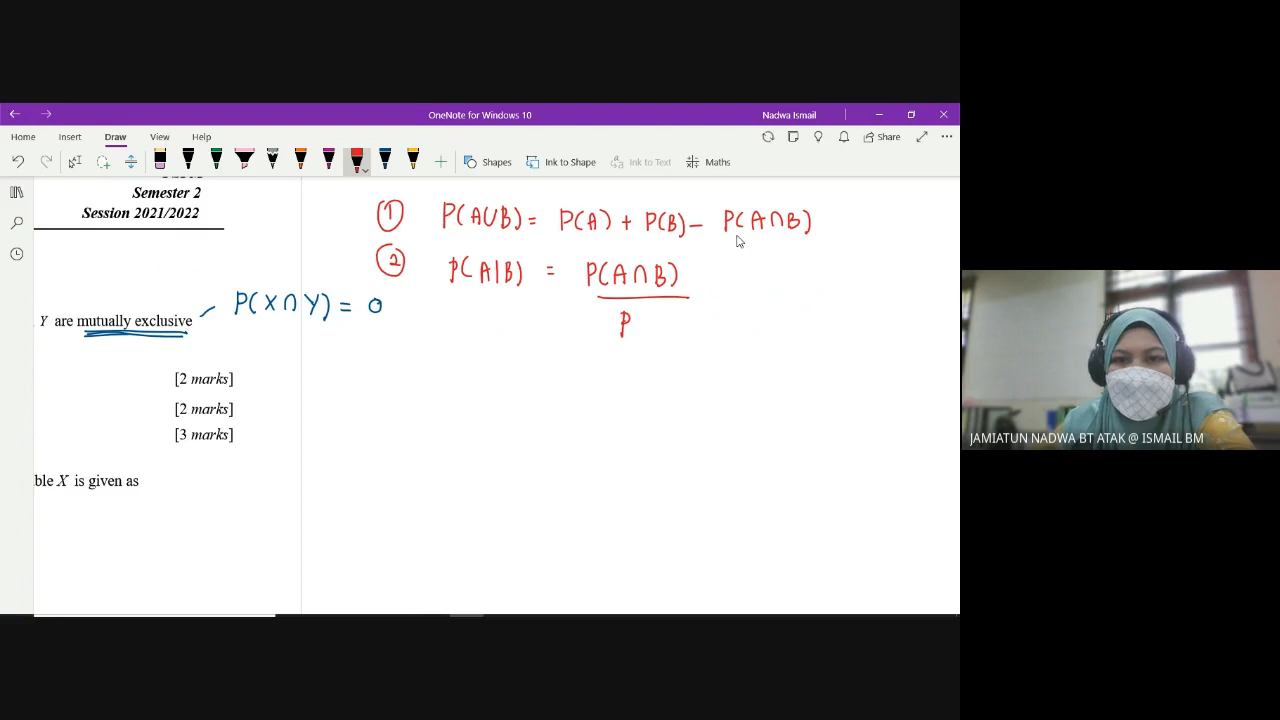 OneNote for Windows 10
Nadwa Ismail
Home Insert Draw View Help
Share
Shapes Ink to Shape Ink to Text Maths
Semester 2
Session 2021/2022
① P(A∪B) = P(A) + P(B) − P(A∩B)
② P(A|B) = P(A∩B)
P
P(X∩Y) = 0
Y are mutually exclusive
[2 marks]
[2 marks]
[3 marks]
ble X is given as
JAMIATUN NADWA BT ATAK @ ISMAIL BM